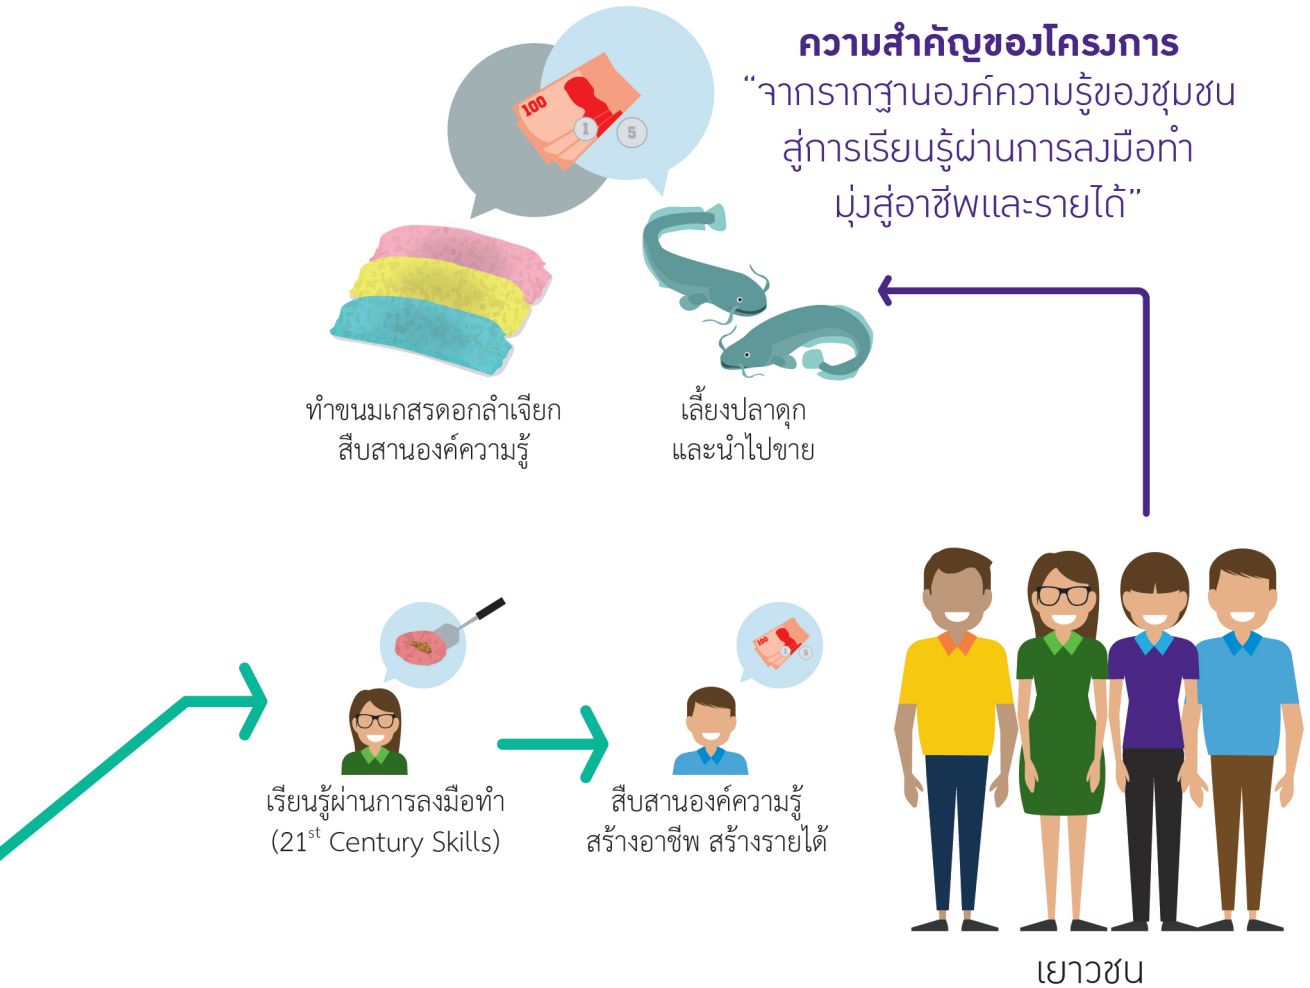 ความสำคัญของโครงการ
“จากรากฐานองค์ความรู้ของชุมชน
สู่การเรียนรู้ผ่านการลงมือทำ
มุ่งสู่อาชีพและรายได้”
100
1
5
ทำขนมเกสรดอกลำเจียก
สืบสานองค์ความรู้
เลี้ยงปลาดุก
และนำไปขาย
100
1
5
เรียนรู้ผ่านการลงมือทำ
(21st Century Skills)
สืบสานองค์ความรู้
สร้างอาชีพ สร้างรายได้
เยาวชน